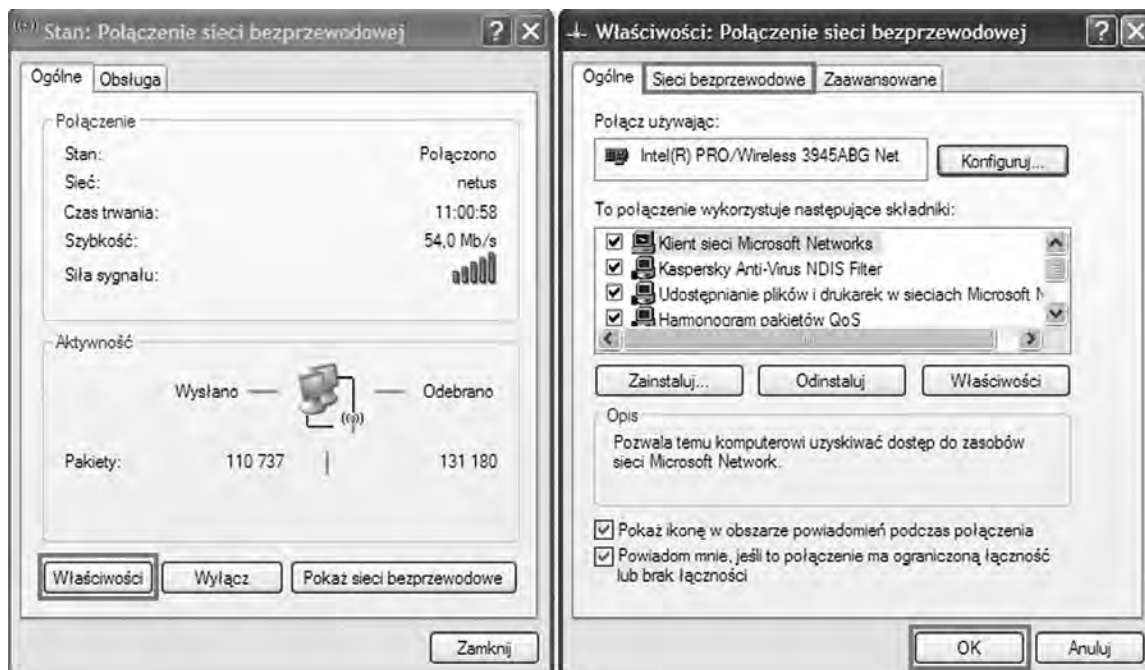 Stan: Połączenie sieci bezprzewodowej
Ogólne
Obsługa
Połączenie
Stan: Połączono
Sieć: netus
Czas trwania: 11:00:58
Szybkość: 54,0 Mb/s
Siła sygnału:
Aktywność
Wysłano
Odebrano
Pakiety: 110 737 131 180
Właściwości
Wyłącz
Pokaż sieci bezprzewodowe
Zamknij
Właściwości: Połączenie sieci bezprzewodowej
Ogólne
Sieci bezprzewodowe
Zaawansowane
Połącz używając:
Intel(R) PRO/Wireless 3945ABG Net
Konfiguruj...
To połączenie wykorzystuje następujące składniki:
Klient sieci Microsoft Networks
Kaspersky Anti-Virus NDIS Filter
Udostępnianie plików i drukarek w sieciach Microsoft N
Harmonogram pakietów QoS
Zainstaluj...
Odinstaluj
Właściwości
Opis
Pozwala temu komputerowi uzyskiwać dostęp do zasobów
sieci Microsoft Network.
Pokaż ikonę w obszarze powiadomień podczas połączenia
Powiadom mnie, jeśli to połączenie ma ograniczoną łączność
lub brak łączności
OK
Anuluj